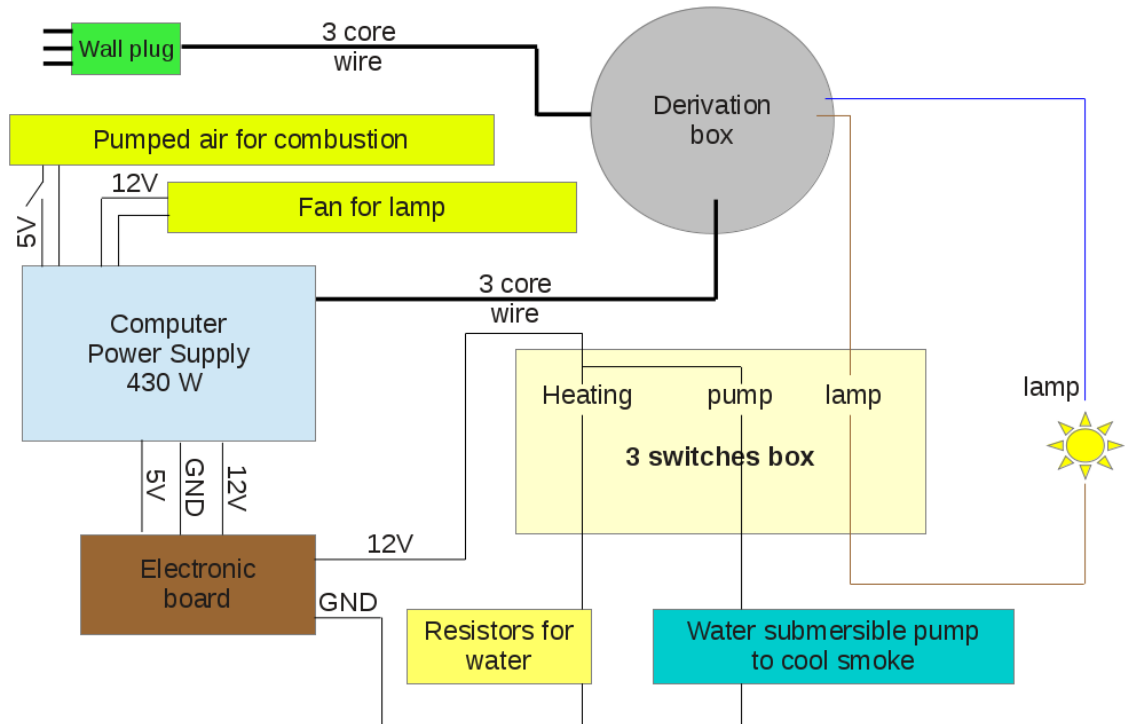 Wall plug
3 core
wire
Derivation
box
Pumped air for combustion
12V
Fan for lamp
5V
3 core
wire
Computer
Power Supply
430 W
Heating
pump
lamp
lamp
3 switches box
5V
GND
12V
12V
Electronic
board
GND
Resistors for
water
Water submersible pump
to cool smoke